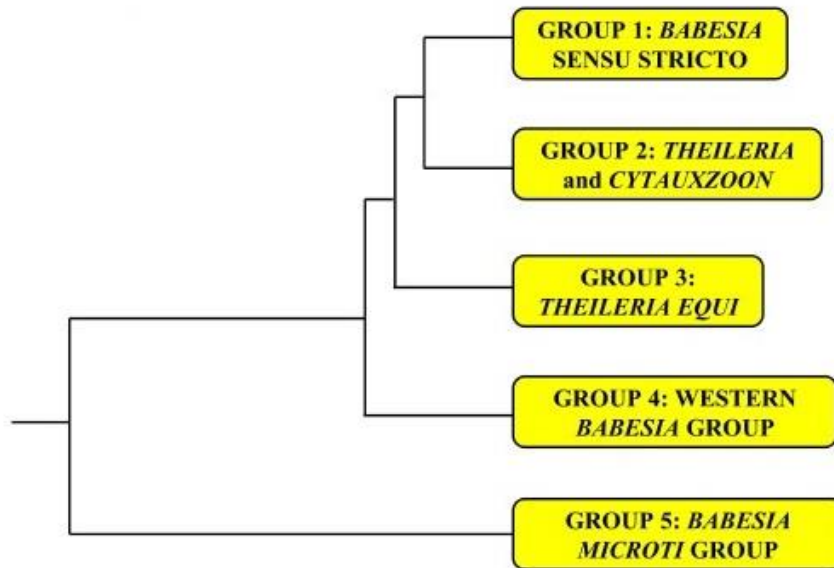 GROUP 1: BABESIA
SENSU STRICTO
GROUP 2: THEILERIA
and CYTAUXZOON
GROUP 3:
THEILERIA EQUI
GROUP 4: WESTERN
BABESIA GROUP
GROUP 5: BABESIA
MICROTI GROUP